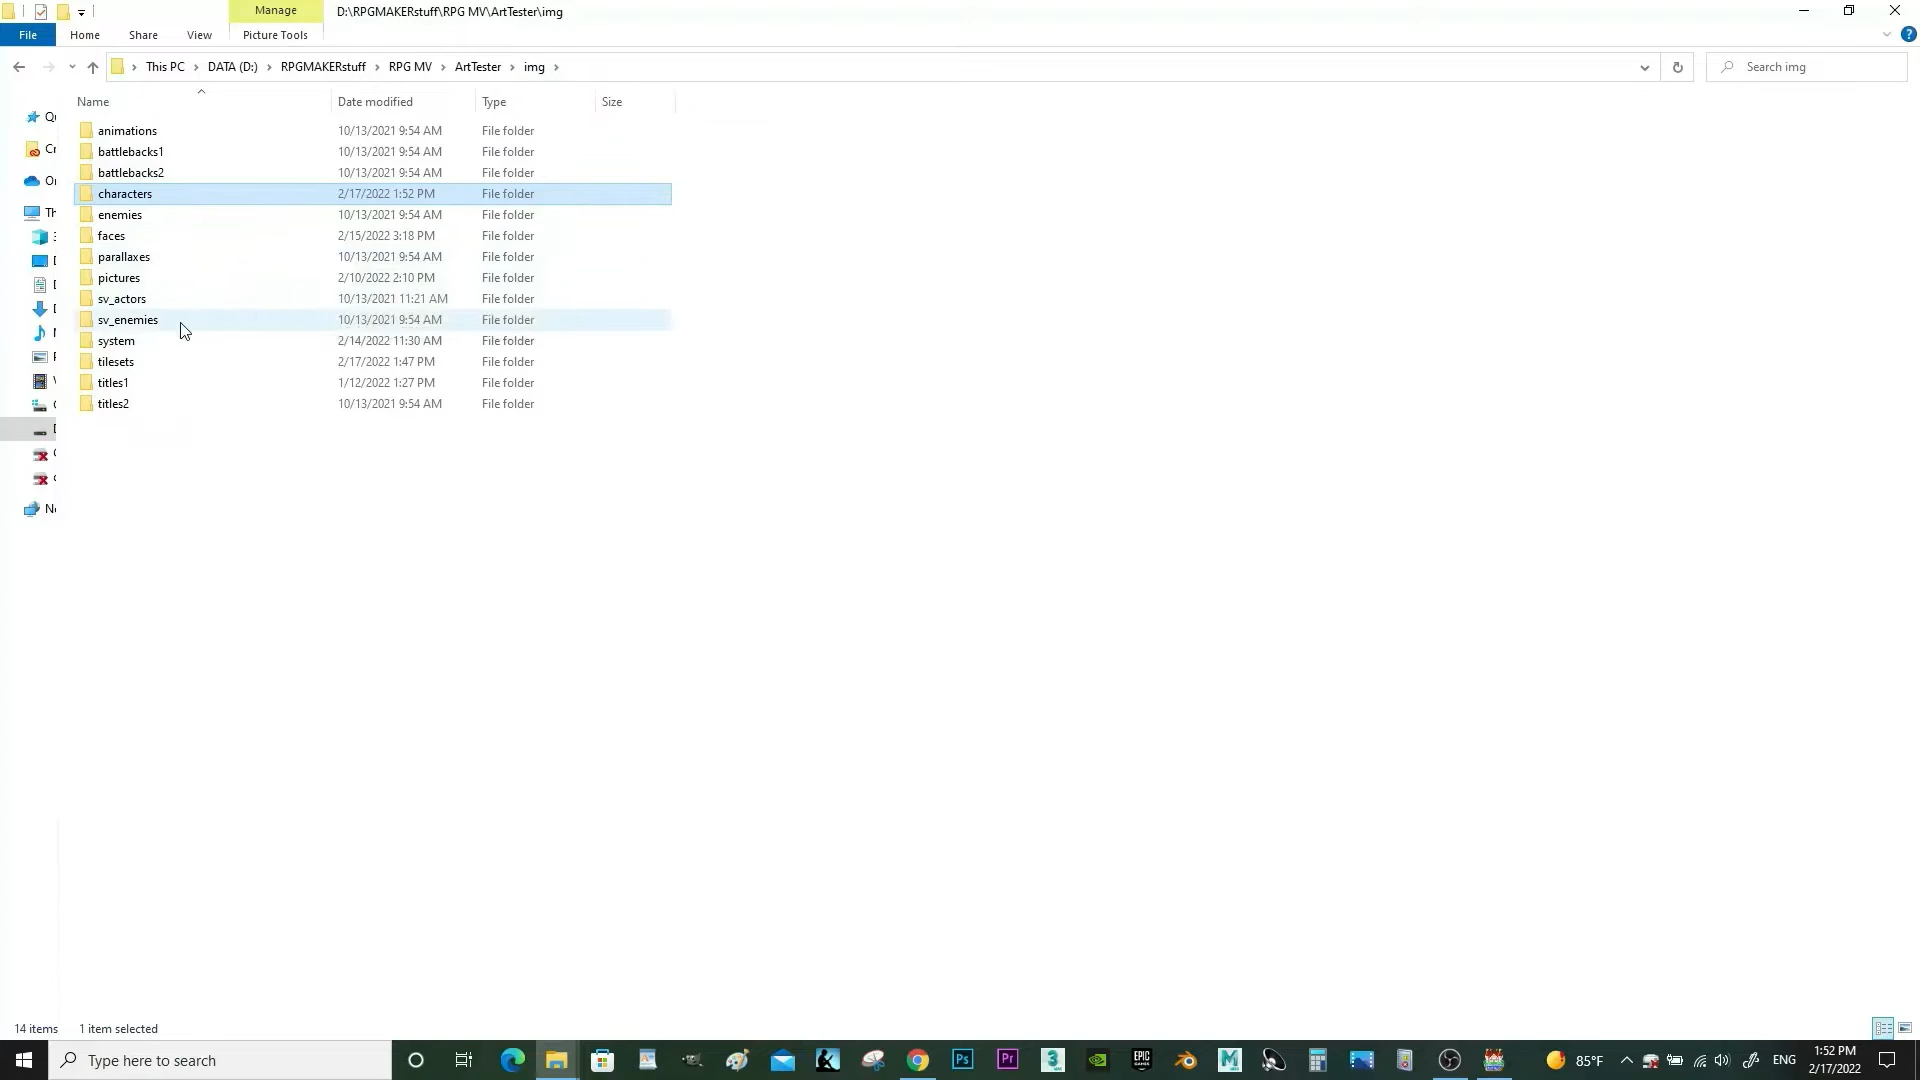 Manage
D:\RPGMAKERstuff\RPG MV\ArtTester\img
File Home Share View Picture Tools
This PC DATA (D:) RPGMAKERstuff RPG MV ArtTester img
Search img
Name Date modified Type Size
animations 10/13/2021 9:54 AM File folder
battlebacks1 10/13/2021 9:54 AM File folder
battlebacks2 10/13/2021 9:54 AM File folder
characters 2/17/2022 1:52 PM File folder
enemies 10/13/2021 9:54 AM File folder
faces 2/15/2022 3:18 PM File folder
parallaxes 10/13/2021 9:54 AM File folder
pictures 2/10/2022 2:10 PM File folder
sv_actors 10/13/2021 11:21 AM File folder
sv_enemies 10/13/2021 9:54 AM File folder
system 2/14/2022 11:30 AM File folder
tilesets 2/17/2022 1:47 PM File folder
titles1 1/12/2022 1:27 PM File folder
titles2 10/13/2021 9:54 AM File folder
14 items 1 item selected
Type here to search
85°F
ENG
1:52 PM
2/17/2022